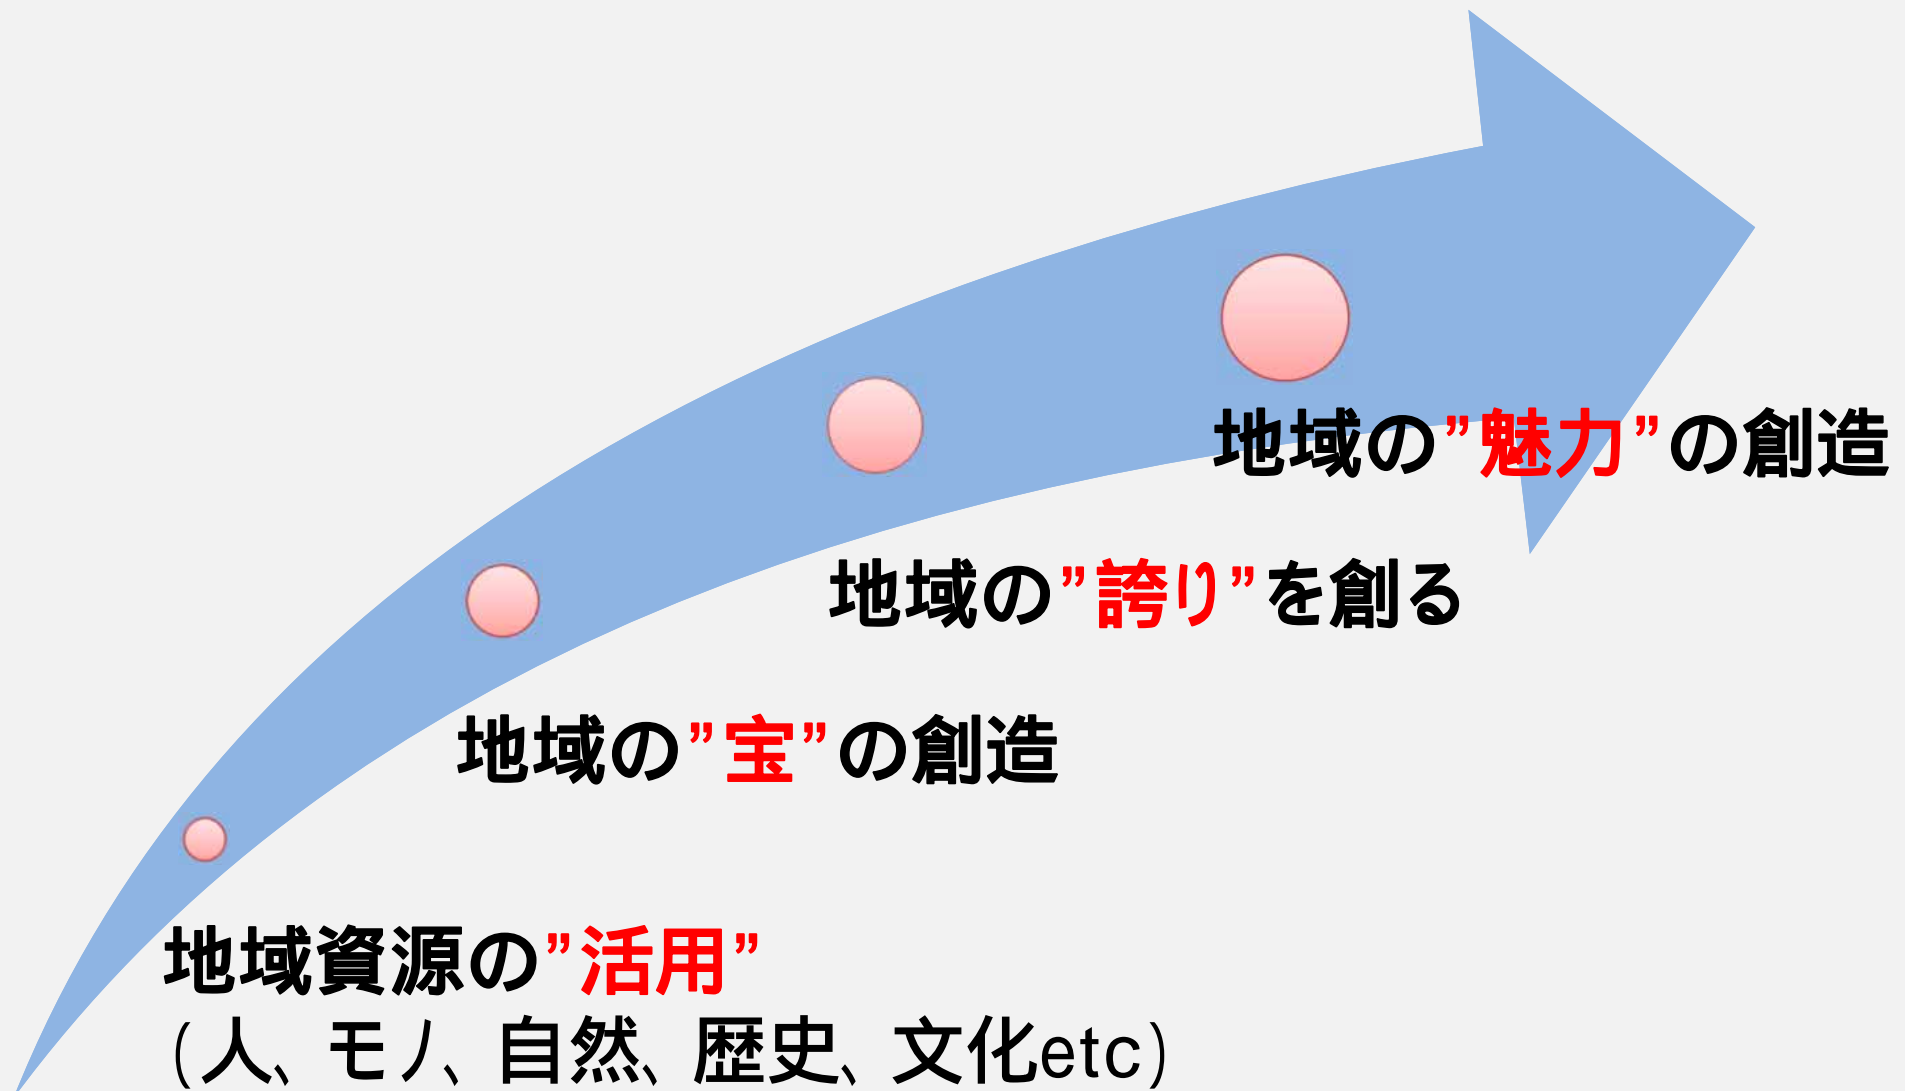 地域の”魅力”の創造
地域の”誇り”を創る
地域の”宝”の創造
地域資源の”活用”
(人、モノ、自然、歴史、文化etc)